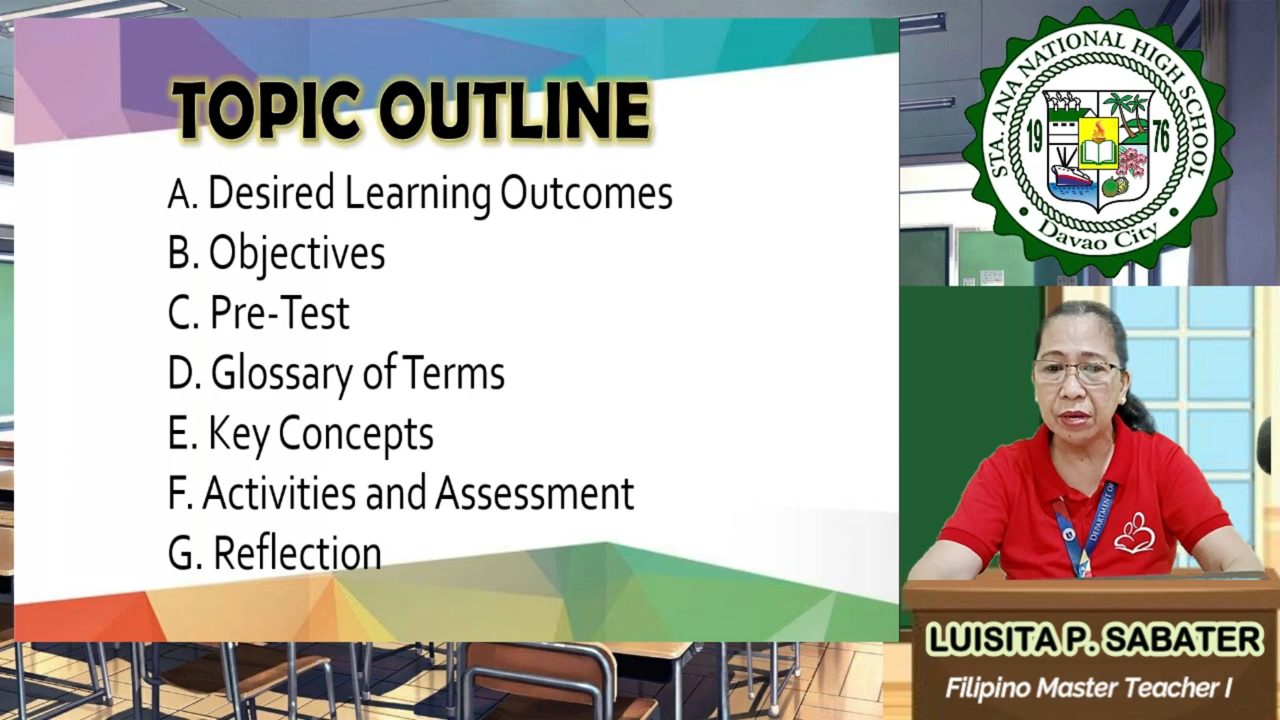 TOPIC OUTLINE
A. Desired Learning Outcomes
B. Objectives
C. Pre-Test
D. Glossary of Terms
E. Key Concepts
F. Activities and Assessment
G. Reflection
STA. ANA NATIONAL HIGH SCHOOL
19 76
Davao City
DEPARTMENT O
LUISITA P. SABATER
Filipino Master Teacher I